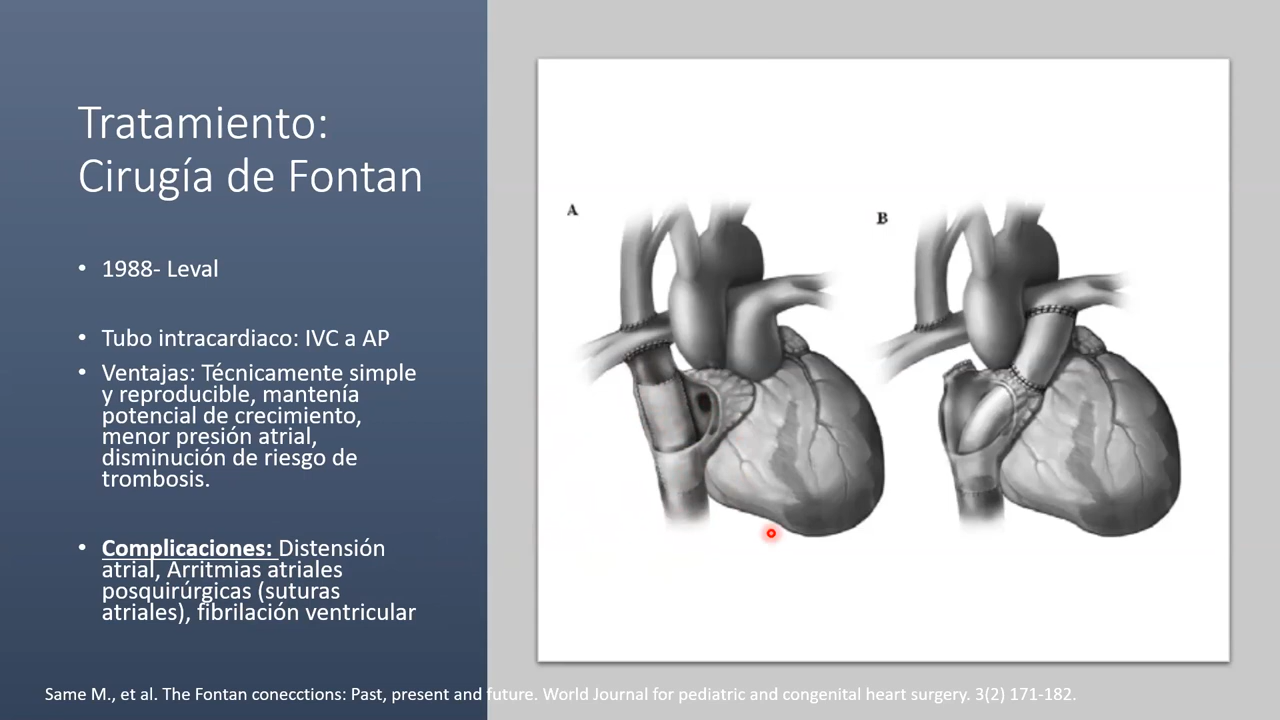 Tratamiento:
Cirugía de Fontan
• 1988- Leval
• Tubo intracardiaco: IVC a AP
• Ventajas: Técnicamente simple
y reproducible, mantenía
potencial de crecimiento,
menor presión atrial,
disminución de riesgo de
trombosis.
• Complicaciones: Distensión
atrial, Arritmias atriales
posquirúrgicas (suturas
atriales), fibrilación ventricular
A
B
Same M., et al. The Fontan conecctions: Past, present and future. World Journal for pediatric and congenital heart surgery. 3(2) 171-182.